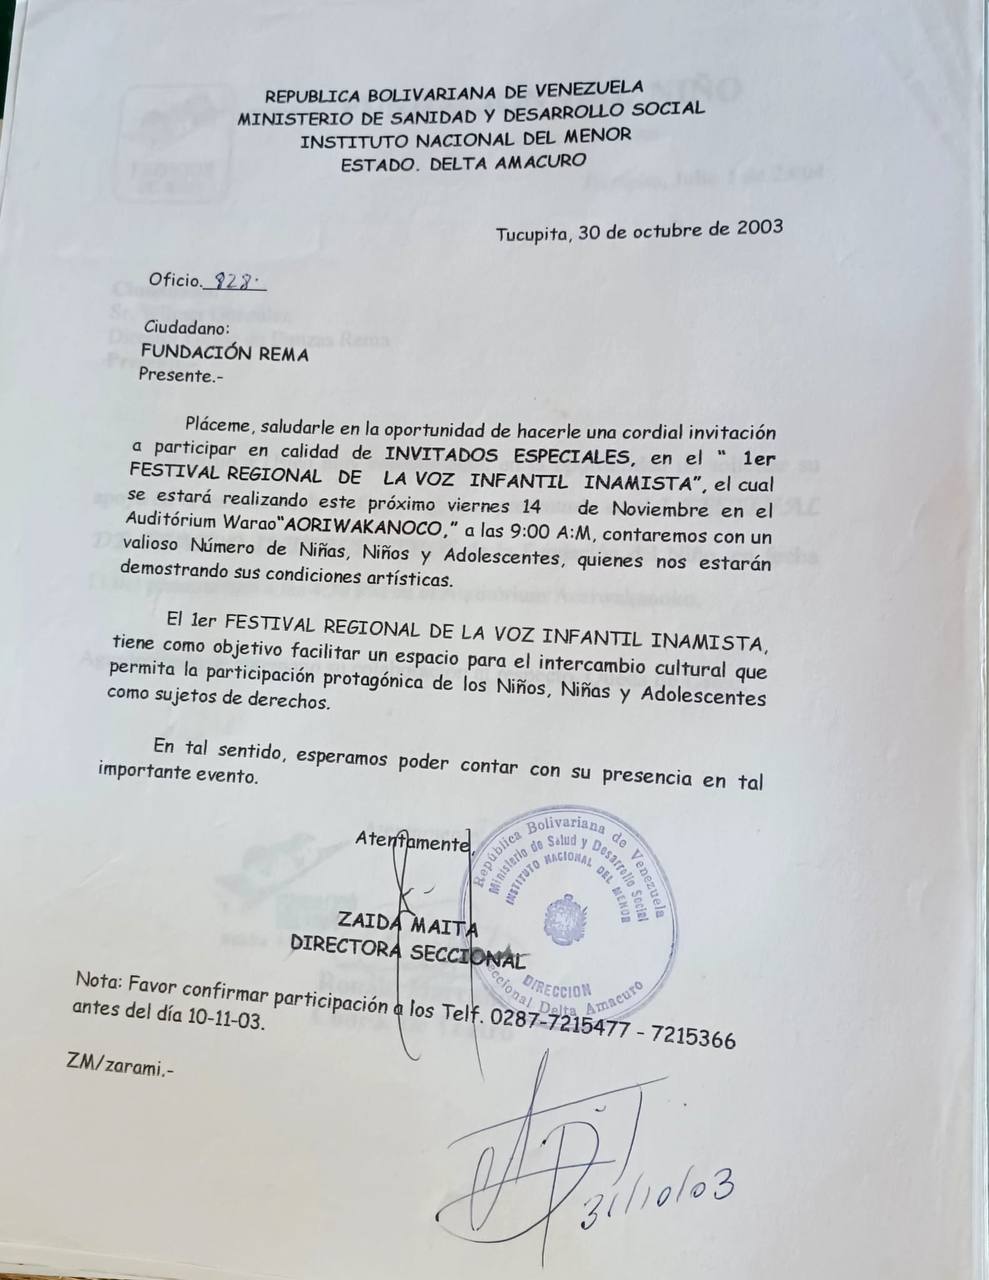 REPUBLICA BOLIVARIANA DE VENEZUELA
MINISTERIO DE SANIDAD Y DESARROLLO SOCIAL
INSTITUTO NACIONAL DEL MENOR
ESTADO. DELTA AMACURO
Tucupita, 30 de octubre de 2003
Oficio. 828.
Ciudadano:
FUNDACIÓN REMA
Presente.-
Pláceme, saludarle en la oportunidad de hacerle una cordial invitación
a participar en calidad de INVITADOS ESPECIALES, en el “ 1er
FESTIVAL REGIONAL DE LA VOZ INFANTIL INAMISTA”, el cual
se estará realizando este próximo viernes 14 de Noviembre en el
Auditórium Warao“AORIWAKANOCO,” a las 9:00 A:M, contaremos con un
valioso Número de Niñas, Niños y Adolescentes, quienes nos estarán
demostrando sus condiciones artísticas.
El 1er FESTIVAL REGIONAL DE LA VOZ INFANTIL INAMISTA,
tiene como objetivo facilitar un espacio para el intercambio cultural que
permita la participación protagónica de los Niños, Niñas y Adolescentes
como sujetos de derechos.
En tal sentido, esperamos poder contar con su presencia en tal
importante evento.
Atentamente,
República Bolivariana de Venezuela
Ministerio de Salud y Desarrollo Social
INSTITUTO NACIONAL DEL MENOR
DIRECCION
Seccional Delta Amacuro
ZAIDA MAITA
DIRECTORA SECCIONAL
Nota: Favor confirmar participación a los Telf. 0287-7215477 - 7215366
antes del día 10-11-03.
ZM/zarami.-
31/10/03